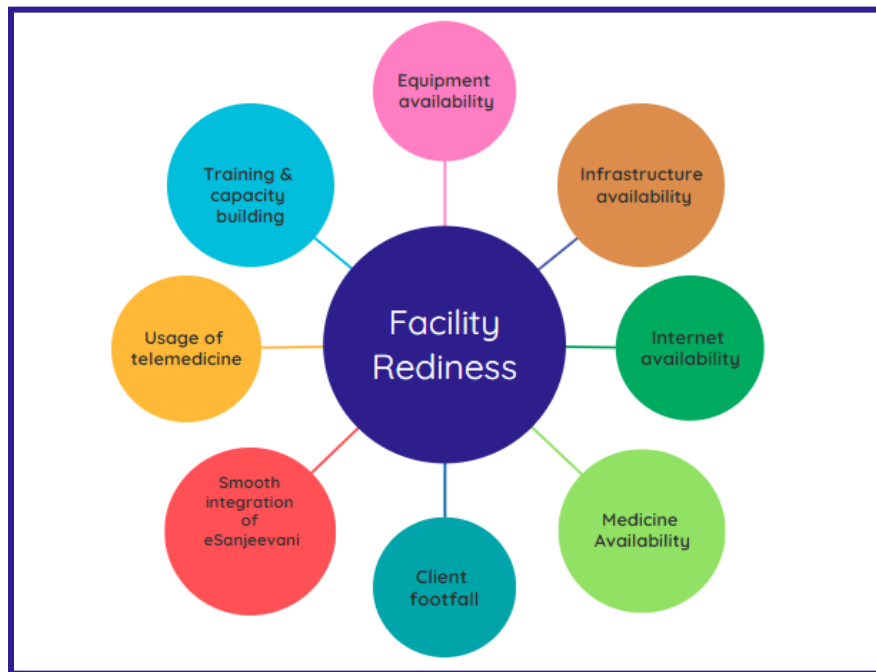 Equipment
availability
Training &
capacity
building
Infrastructure
availability
Facility
Rediness
Usage of
telemedicine
Internet
availability
Smooth
integration
of
eSanjeevani
Medicine
Availability
Client
footfall